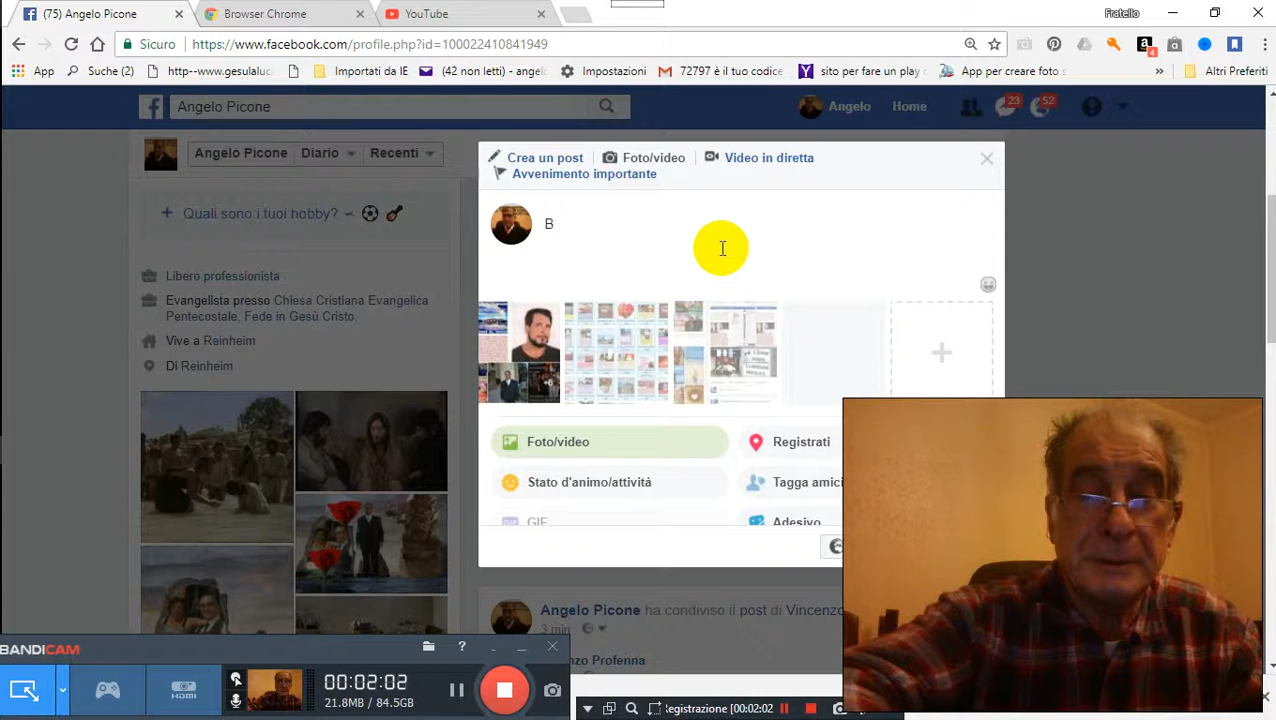 (75) Angelo Picone
Browser Chrome
YouTube
Fratello
Sicuro
https://www.facebook.com/profile.php?id=100022410841949
4
App
Suche (2)
http--www.gesulaluc
Importati da IE
(42 non letti) - angel
Impostazioni
72797 è il tuo codice
sito per fare un play
App per creare foto s
»
Altri Preferiti
Angelo Picone
Angelo
Home
23
52
Angelo Picone
Diario
Recenti
Quali sono i tuoi hobby?
Libero professionista
Evangelista presso Chiesa Cristiana Evangelica
Pentecostale, Fede in Gesù Cristo.
Vive a Reinheim
Di Reinheim
Crea un post
Foto/video
Video in diretta
Avvenimento importante
B
Foto/video
Registrati
Stato d'animo/attività
Tagga amici
GIF
Adesivo
Angelo Picone ha condiviso il post di Vincenzo
3 min
nzo Profenna
BANDICAM
HDMI
00:02:02
21.8MB / 84.5GB
Registrazione [00:02:02